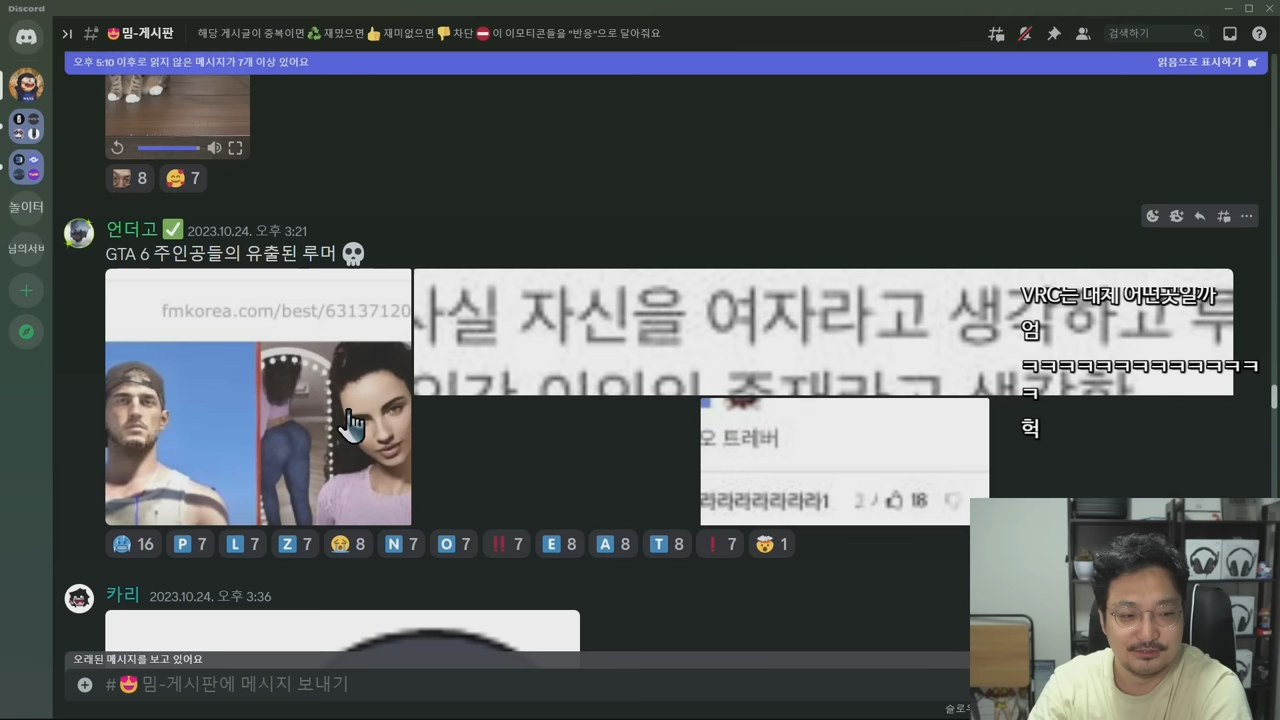 Discord
밈-게시판
해당 게시글이 중복이면 ♻️ 재밌으면 👍 재미없으면 👎 차단 ⛔ 이 이모티콘들을 "반응"으로 달아줘요
검색하기
오후 5:10 이후로 읽지 않은 메시지가 7개 이상 있어요
읽음으로 표시하기
8
7
놀이터
님의서버
언더고 ✅ 2023.10.24. 오후 3:21
GTA 6 주인공들의 유출된 루머 💀
fmkorea.com/best/63137120
사실 자신을 여자라고 생각하고
VRC는 대체 어떤곳일까
엄
ㅋㅋㅋㅋㅋㅋㅋㅋㅋㅋㅋㅋㅋ
ㅋ
헉
오 트레버
라라라라라라라1
18
16 P 7 L 7 Z 7 8 N 7 O 7 ‼ 7 E 8 A 8 T 8 ! 7 1
카리 2023.10.24. 오후 3:36
오래된 메시지를 보고 있어요
#😍밈-게시판에 메시지 보내기